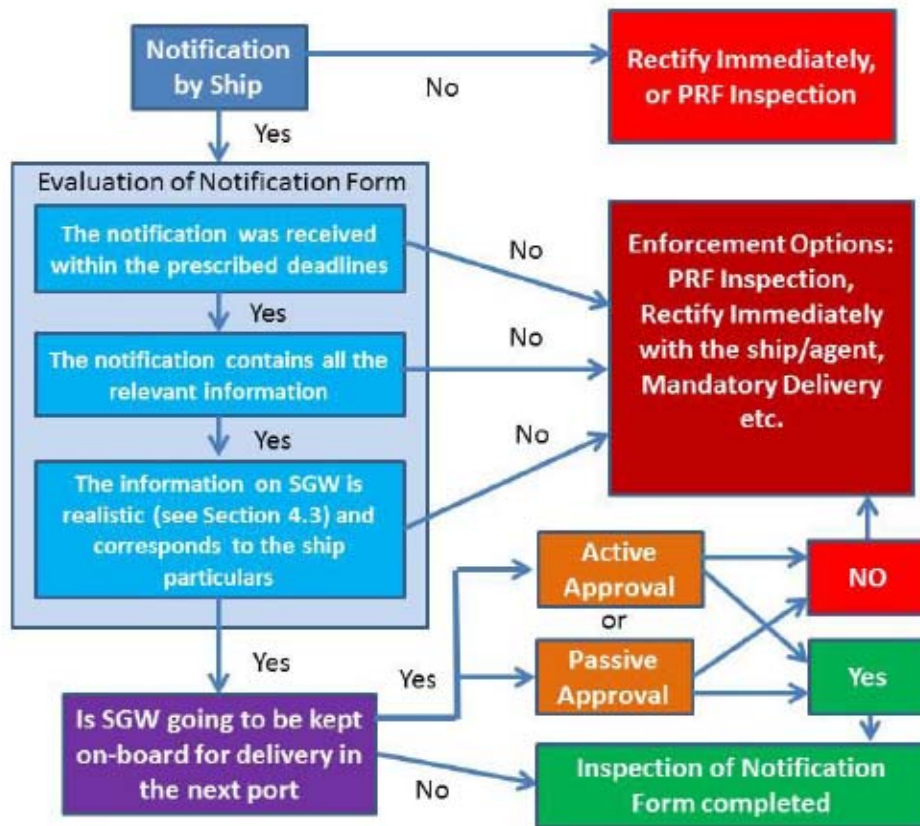 Notification
by Ship
No
Rectify Immediately,
or PRF Inspection
Yes
Evaluation of Notification Form
The notification was received
within the prescribed deadlines
No
Enforcement Options:
PRF Inspection,
Rectify Immediately
with the ship/agent,
Mandatory Delivery
etc.
Yes
The notification contains all the
relevant information
No
Yes
No
The information on SGW is
realistic (see Section 4.3) and
corresponds to the ship
particulars
Active
Approval
NO
or
Yes
Yes
Passive
Approval
Yes
Is SGW going to be kept
on-board for delivery in
the next port
No
Inspection of Notification
Form completed